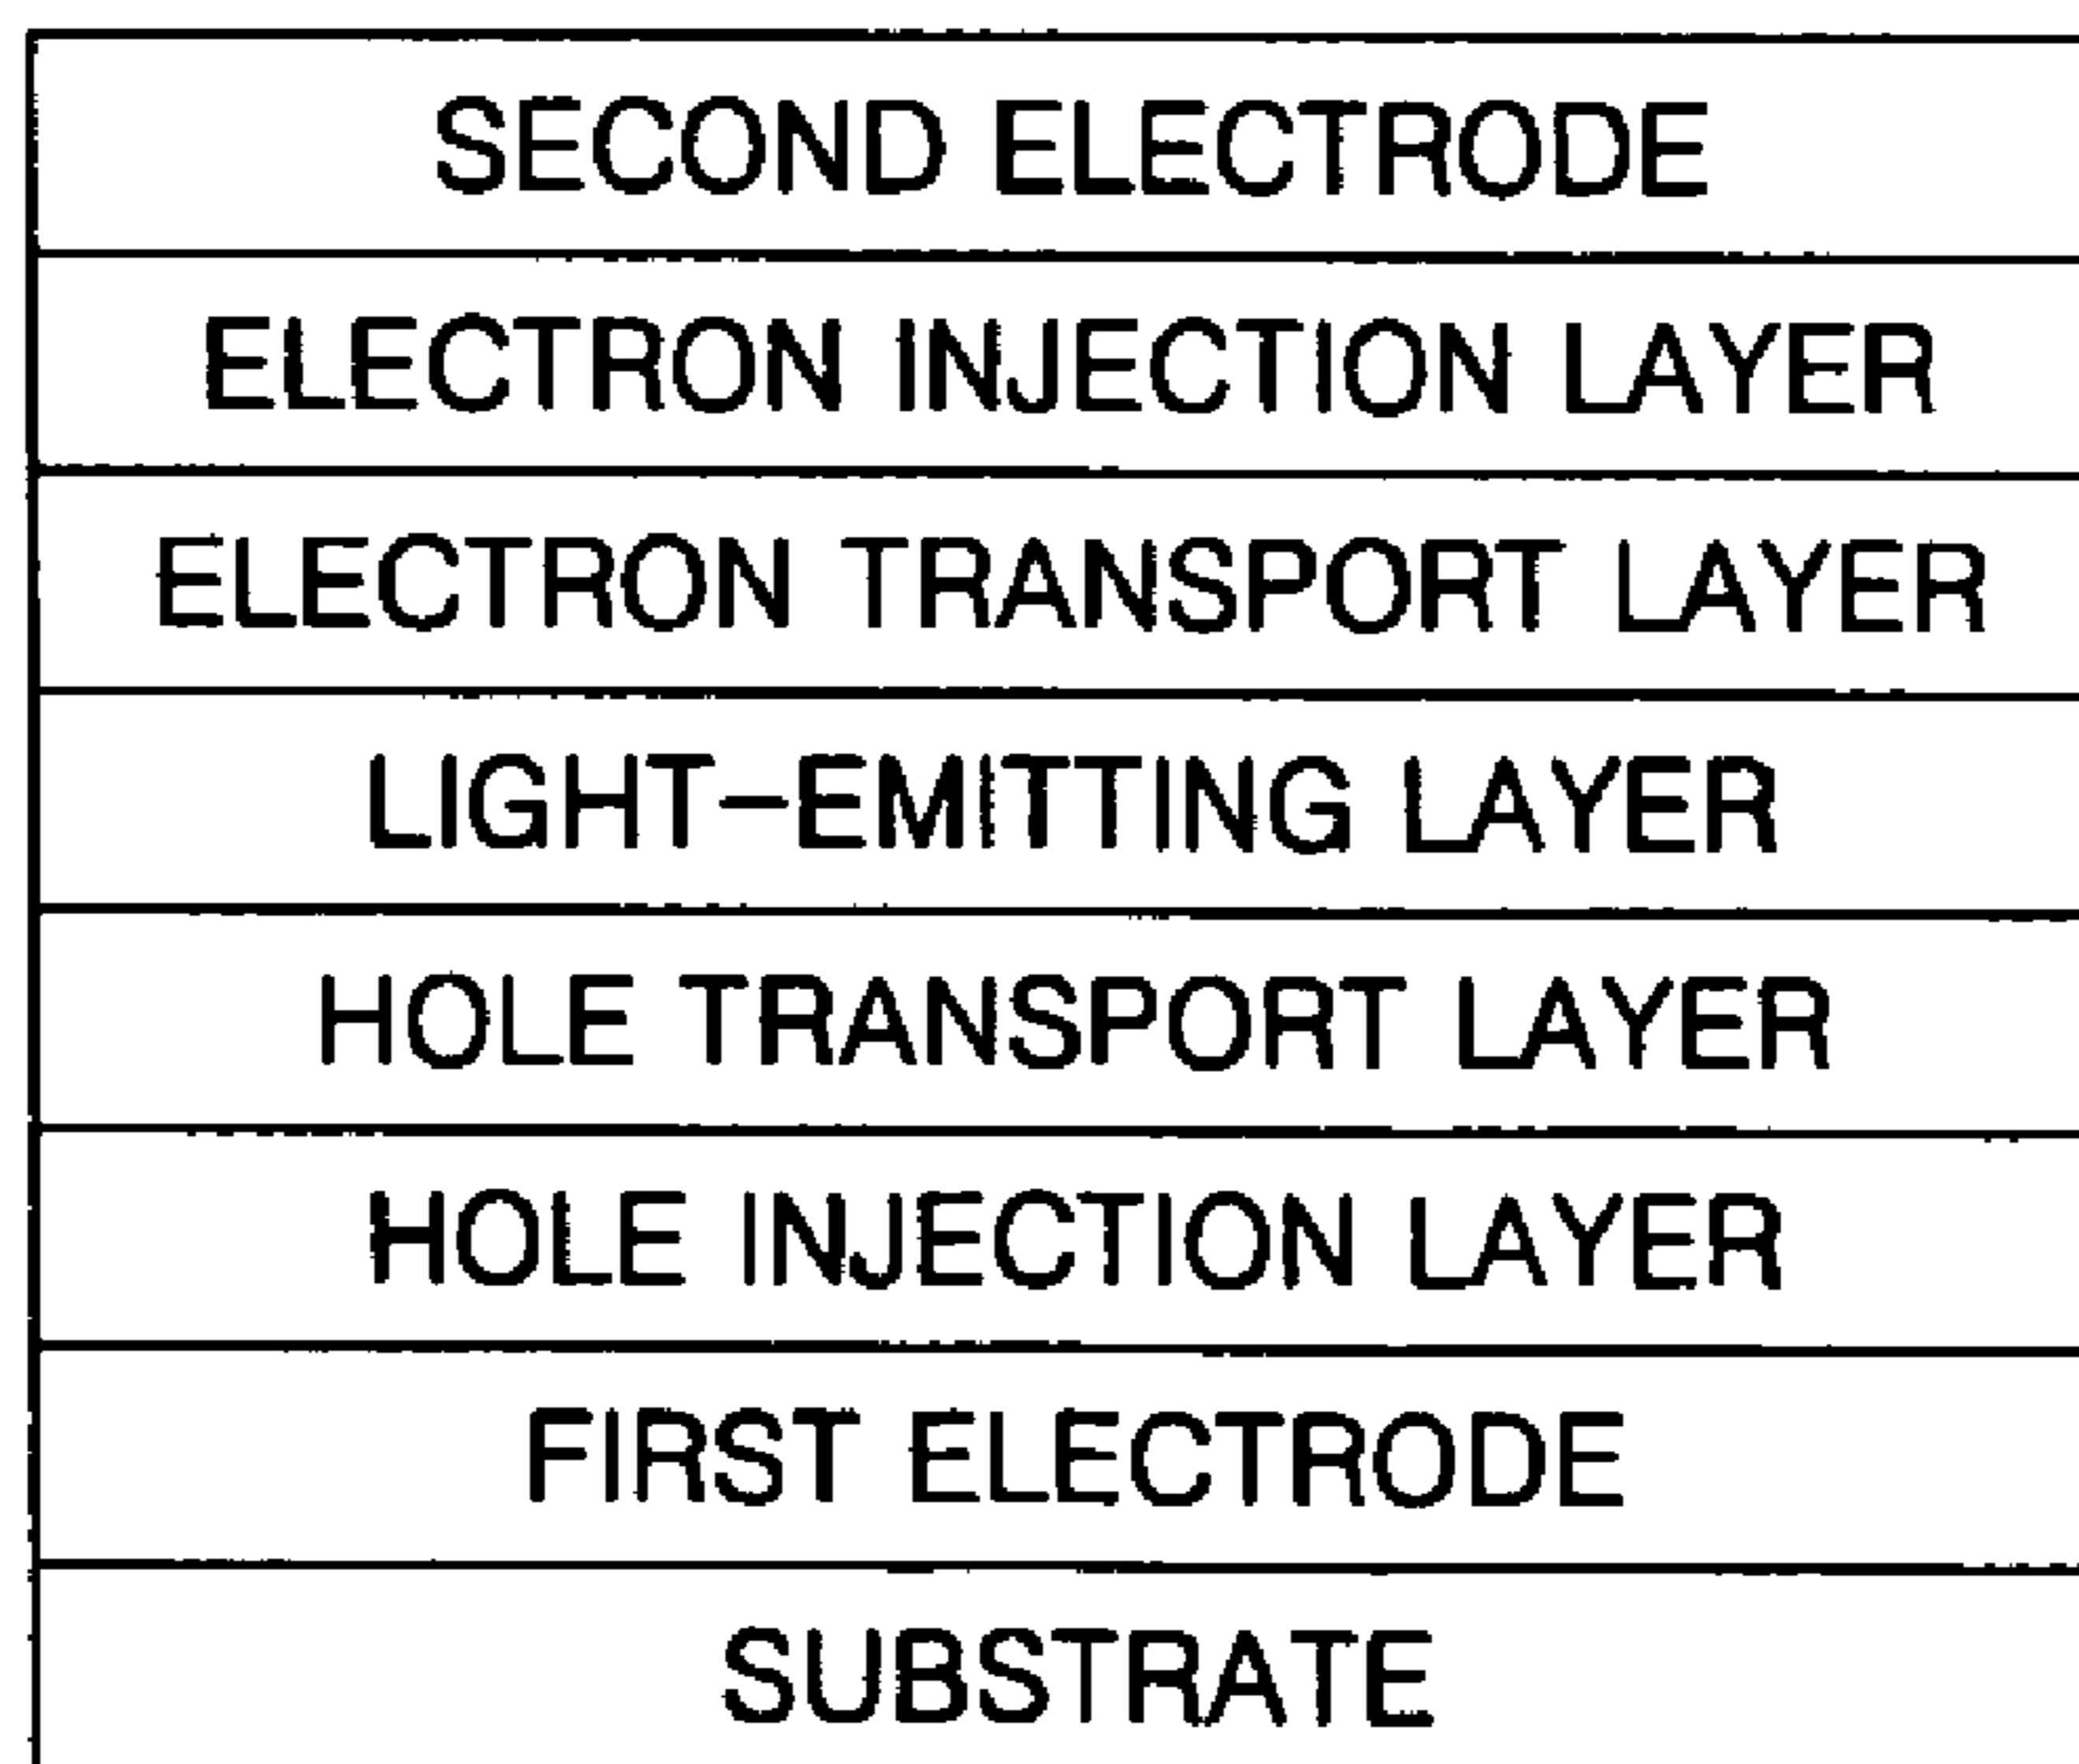 SECOND ELECTRODE
ELECTRON INJECTION LAYER
ELECTRON TRANSPORT LAYER
LIGHT-EMITTING LAYER
HOLE TRANSPORT LAYER
HOLE INJECTION LAYER
FIRST ELECTRODE
SUBSTRATE